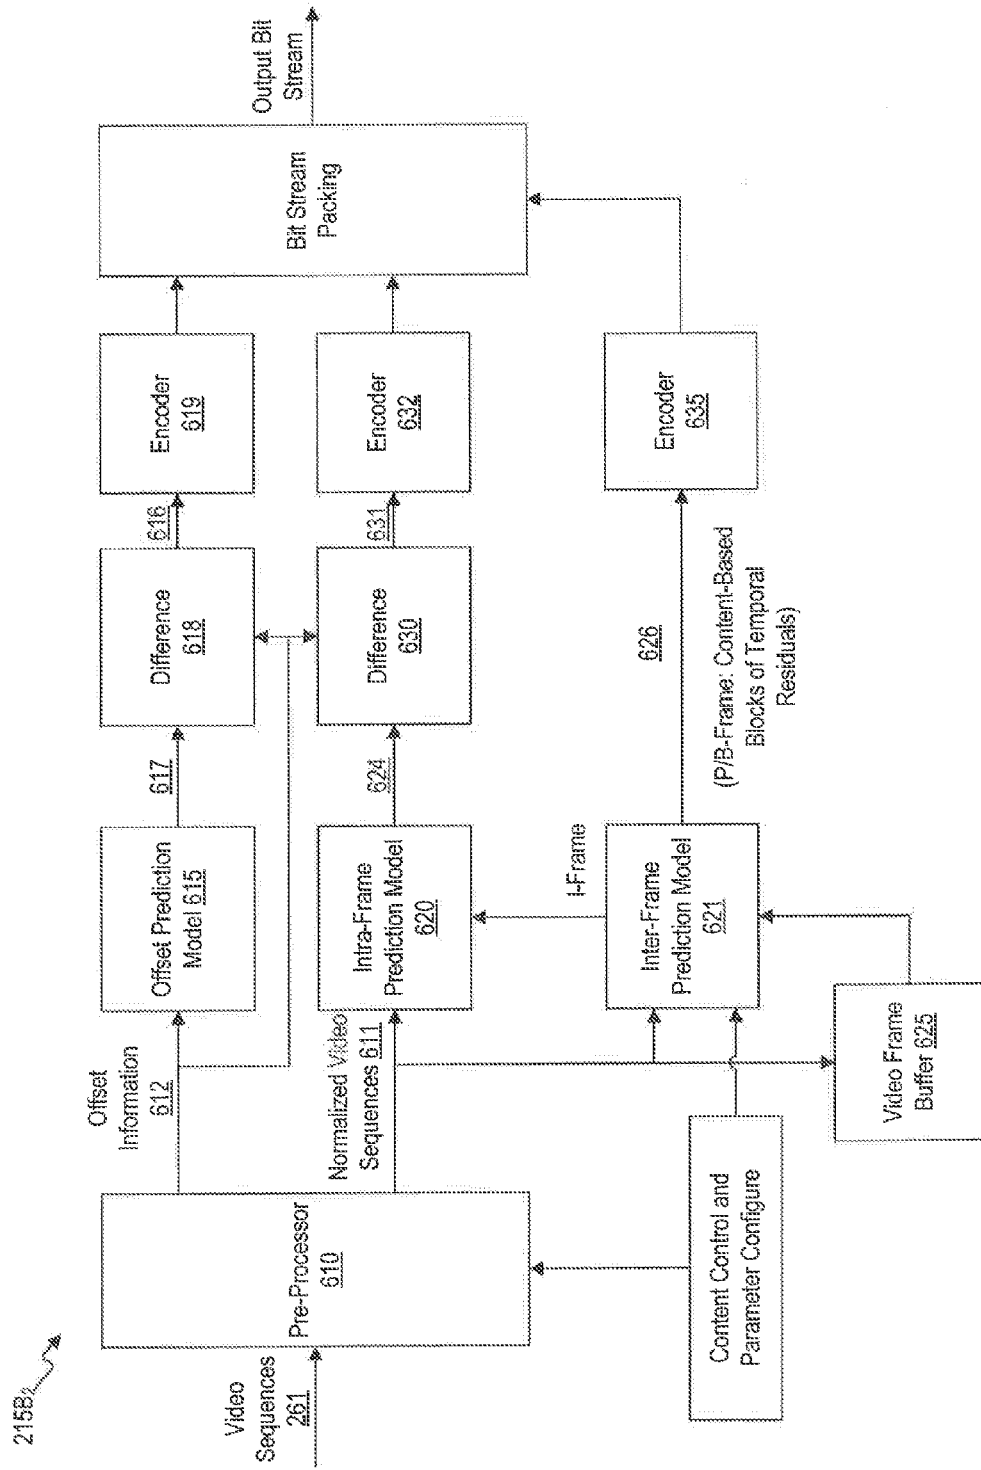 215B
Video
Sequences
261
Pre-Processor
610
Offset
Information
612
Normalized Video
Sequences 611
Content Control and
Parameter Configure
Offset Prediction
Model 615
Intra-Frame
Prediction Model
620
I-Frame
Inter-Frame
Prediction Model
621
Video Frame
Buffer 625
617
624
626
(P/B-Frame: Content-Based
Blocks of Temporal
Residuals)
Difference
618
Difference
630
616
631
Encoder
619
Encoder
632
Encoder
635
Bit Stream
Packing
Output Bit
Stream